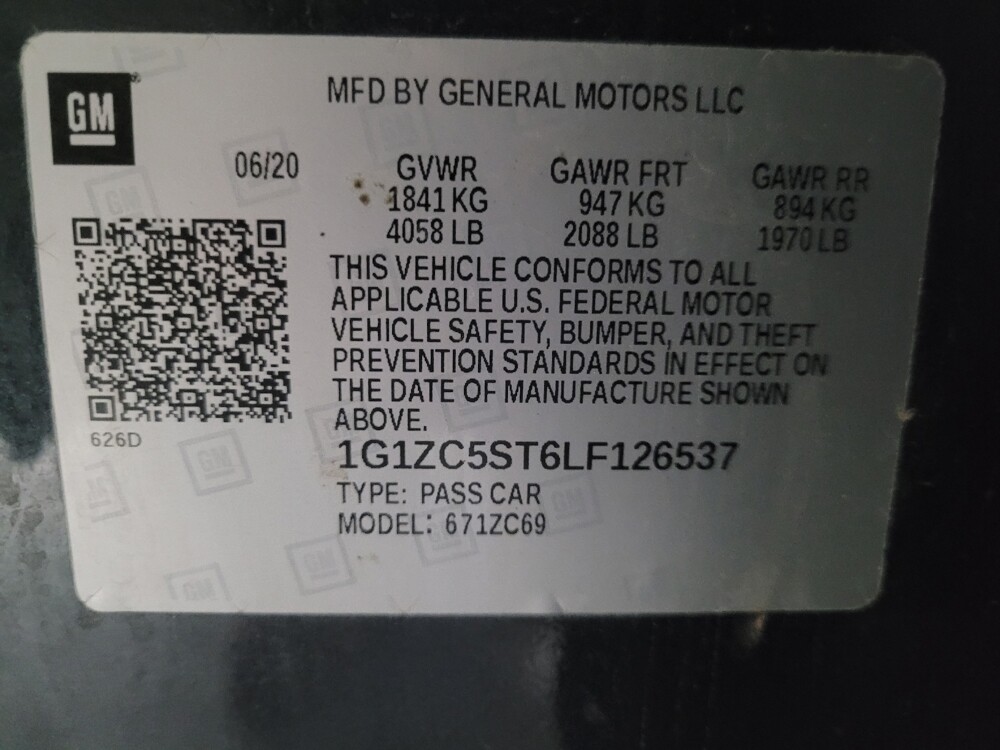 GM
MFD BY GENERAL MOTORS LLC
06/20 GVWR GAWR FRT GAWR RR
1841 KG 947 KG 894 KG
4058 LB 2088 LB 1970 LB
THIS VEHICLE CONFORMS TO ALL
APPLICABLE U.S. FEDERAL MOTOR
VEHICLE SAFETY, BUMPER, AND THEFT
PREVENTION STANDARDS IN EFFECT ON
THE DATE OF MANUFACTURE SHOWN
ABOVE.
626D
1G1ZC5ST6LF126537
TYPE: PASS CAR
MODEL: 671ZC69